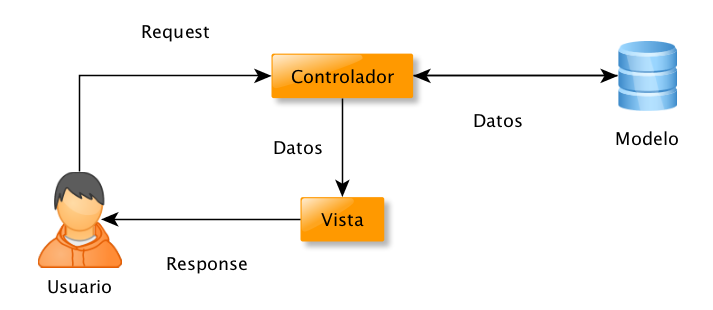 Request
Controlador
Datos
Modelo
Datos
Vista
Response
Usuario